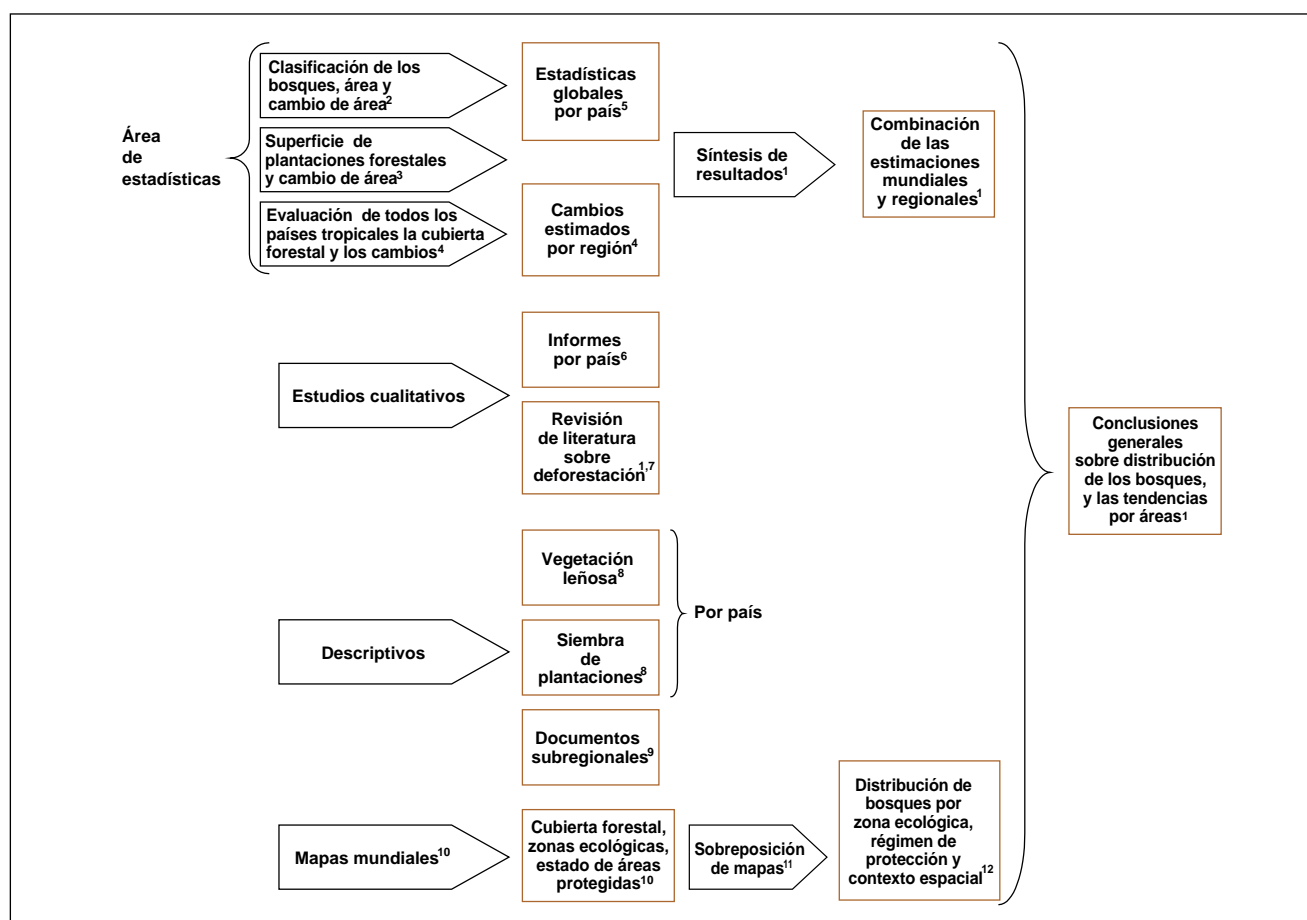 Área
de
estadísticas
Clasificación de los
bosques, área y
cambio de área2
Superficie de
plantaciones forestales
y cambio de área3
Evaluación de todos los
países tropicales la cubierta
forestal y los cambios4
Estadísticas
globales
por país5
Cambios
estimados
por región4
Síntesis de
resultados1
Combinación
de las
estimaciones
mundiales
y regionales1
Estudios cualitativos
Informes
por país6
Revisión
de literatura
sobre
deforestación1,7
Conclusiones
generales
sobre distribución
de los bosques,
y las tendencias
por áreas1
Descriptivos
Vegetación
leñosa8
Siembra
de
plantaciones8
Por país
Documentos
subregionales9
Mapas mundiales10
Cubierta forestal,
zonas ecológicas,
estado de áreas
protegidas10
Sobreposición
de mapas11
Distribución de
bosques por
zona ecológica,
régimen de
protección y
contexto espacial12